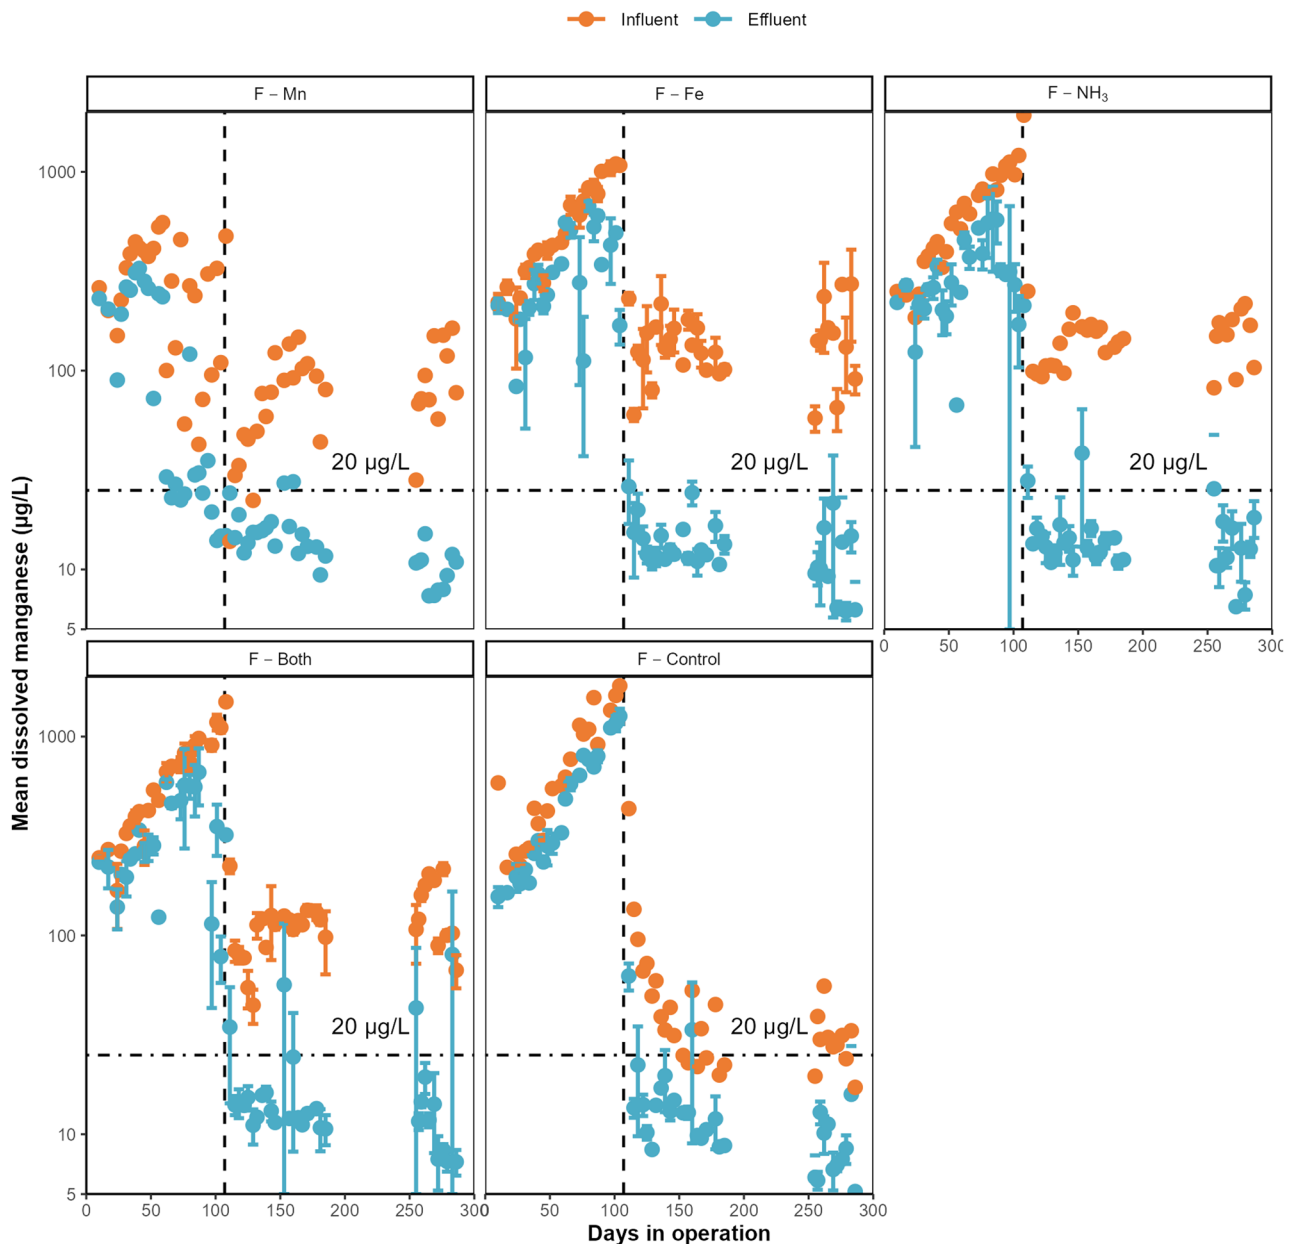 Influent Effluent
F – Mn
F – Fe
F – NH₃
1000
100
20 µg/L
20 µg/L
20 µg/L
10
5
0 50 100 150 200 250 300
F – Both
F – Control
1000
100
20 µg/L
20 µg/L
10
5
0 50 100 150 200 250 300
0 50 100 150 200 250 300
Mean dissolved manganese (µg/L)
Days in operation